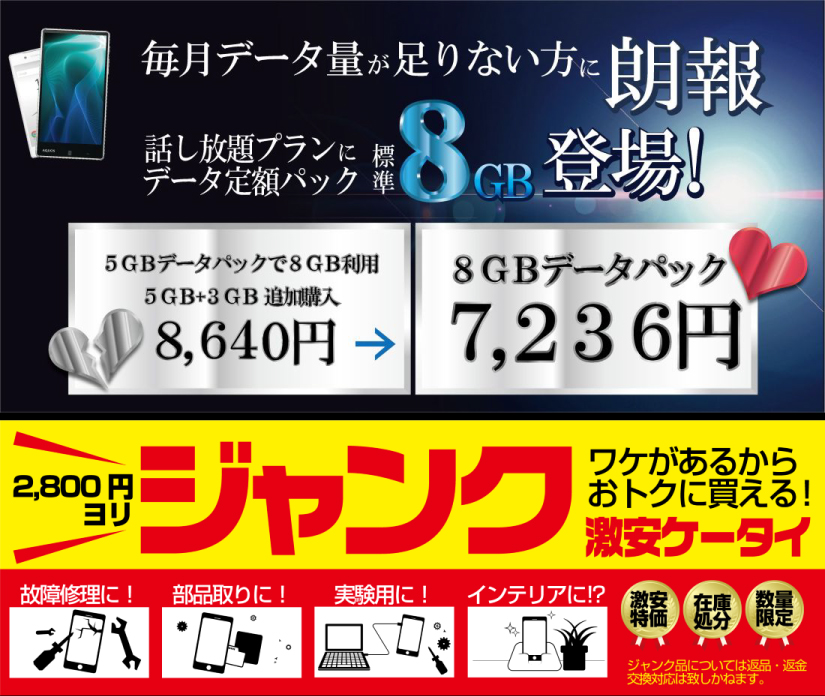 毎月データ量が足りない方に朗報
話し放題プランに
データ定額パック 標準8GB 登場!
5GBデータパックで8GB利用
5GB+3GB 追加購入
8,640円
8GBデータパック
7,236円
2,800円
ヨリ
ジャンク
ワケがあるから
おトクに買える!
激安ケータイ
故障修理に!
部品取りに!
実験用に!
インテリアに!?
激安
特価
在庫
処分
数量
限定
ジャンク品については返品・返金
交換対応は致しかねます。